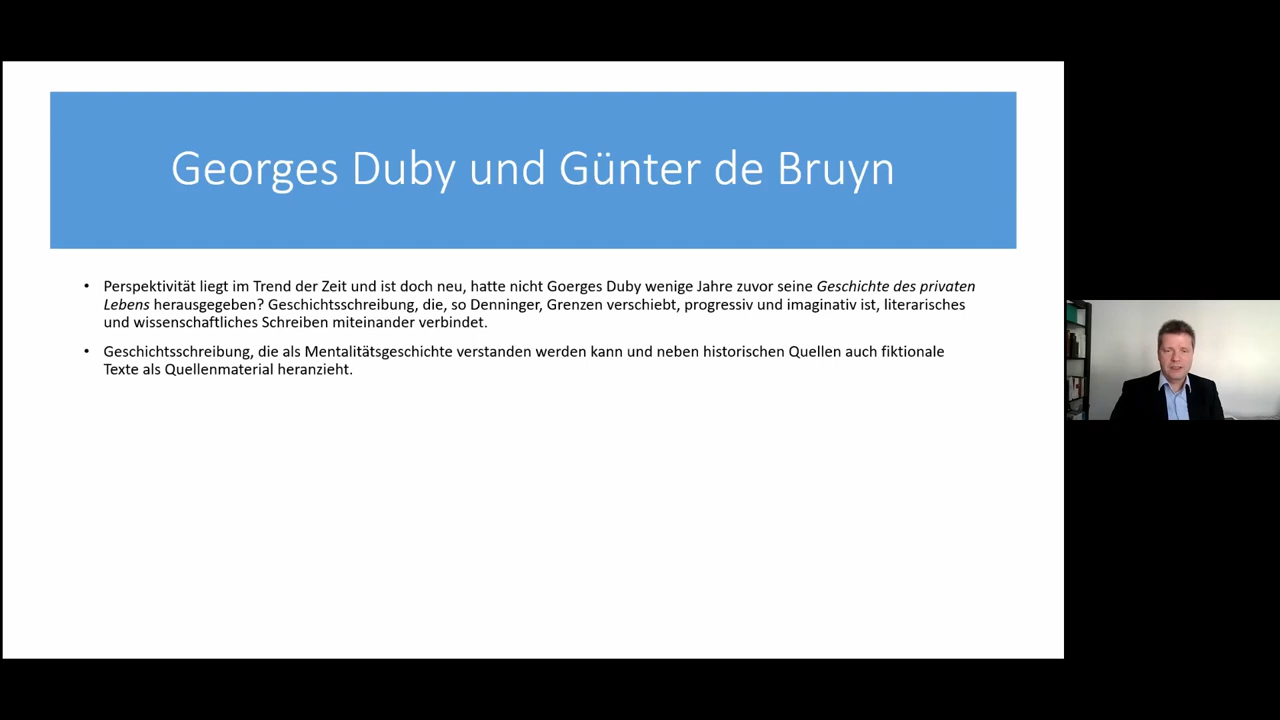 Georges Duby und Günter de Bruyn
• Perspektivität liegt im Trend der Zeit und ist doch neu, hatte nicht Goerges Duby wenige Jahre zuvor seine Geschichte des privaten
Lebens herausgegeben? Geschichtsschreibung, die, so Denninger, Grenzen verschiebt, progressiv und imaginativ ist, literarisches
und wissenschaftliches Schreiben miteinander verbindet.
• Geschichtsschreibung, die als Mentalitätsgeschichte verstanden werden kann und neben historischen Quellen auch fiktionale
Texte als Quellenmaterial heranzieht.